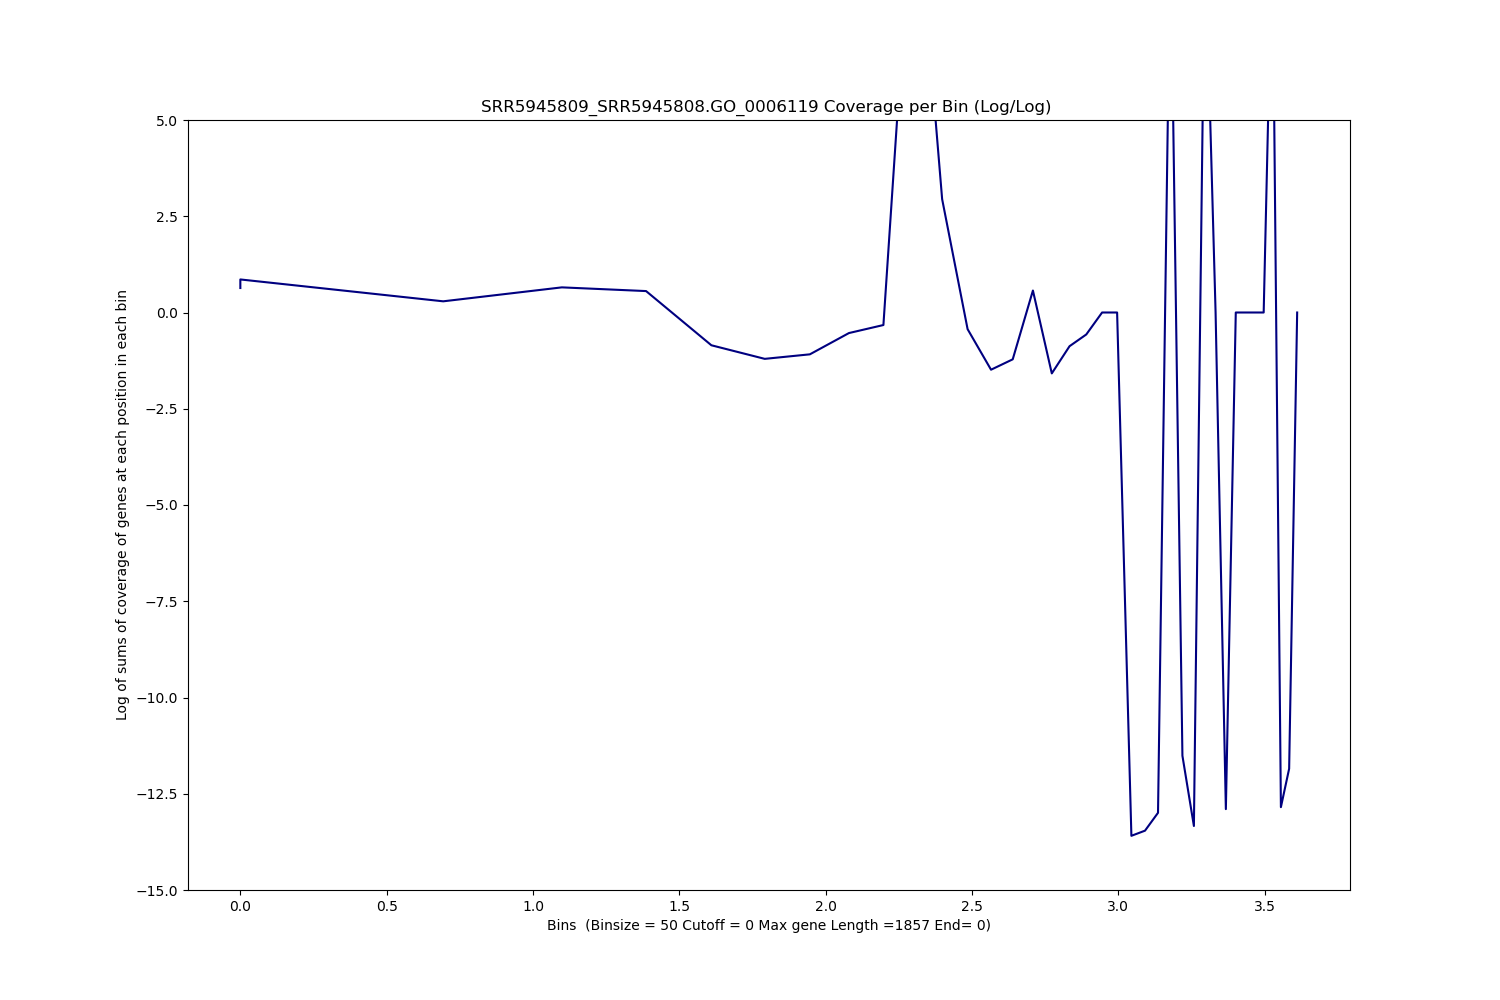 SRR5945809_SRR5945808.GO_0006119 Coverage per Bin (Log/Log)
Log of sums of coverage of genes at each position in each bin
5.0
2.5
0.0
−2.5
−5.0
−7.5
−10.0
−12.5
−15.0
0.0 0.5 1.0 1.5 2.0 2.5 3.0 3.5
Bins  (Binsize = 50 Cutoff = 0 Max gene Length =1857 End= 0)